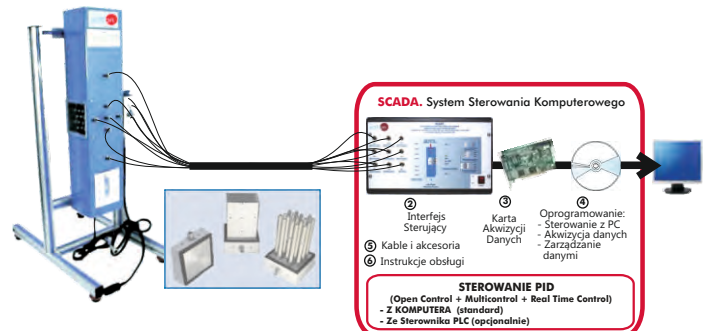 SCADA. System Sterowania Komputerowego
②
Interfejs
Sterujący
③
Karta
Akwizycji
Danych
④
Oprogramowanie:
- Sterowanie z PC
- Akwizycja danych
- Zarządzanie
danymi
⑤ Kable i akcesoria
⑥ Instrukcje obsługi
STEROWANIE PID
(Open Control + Multicontrol + Real Time Control)
- Z KOMPUTERA (standard)
- Ze Sterownika PLC (opcjonalnie)